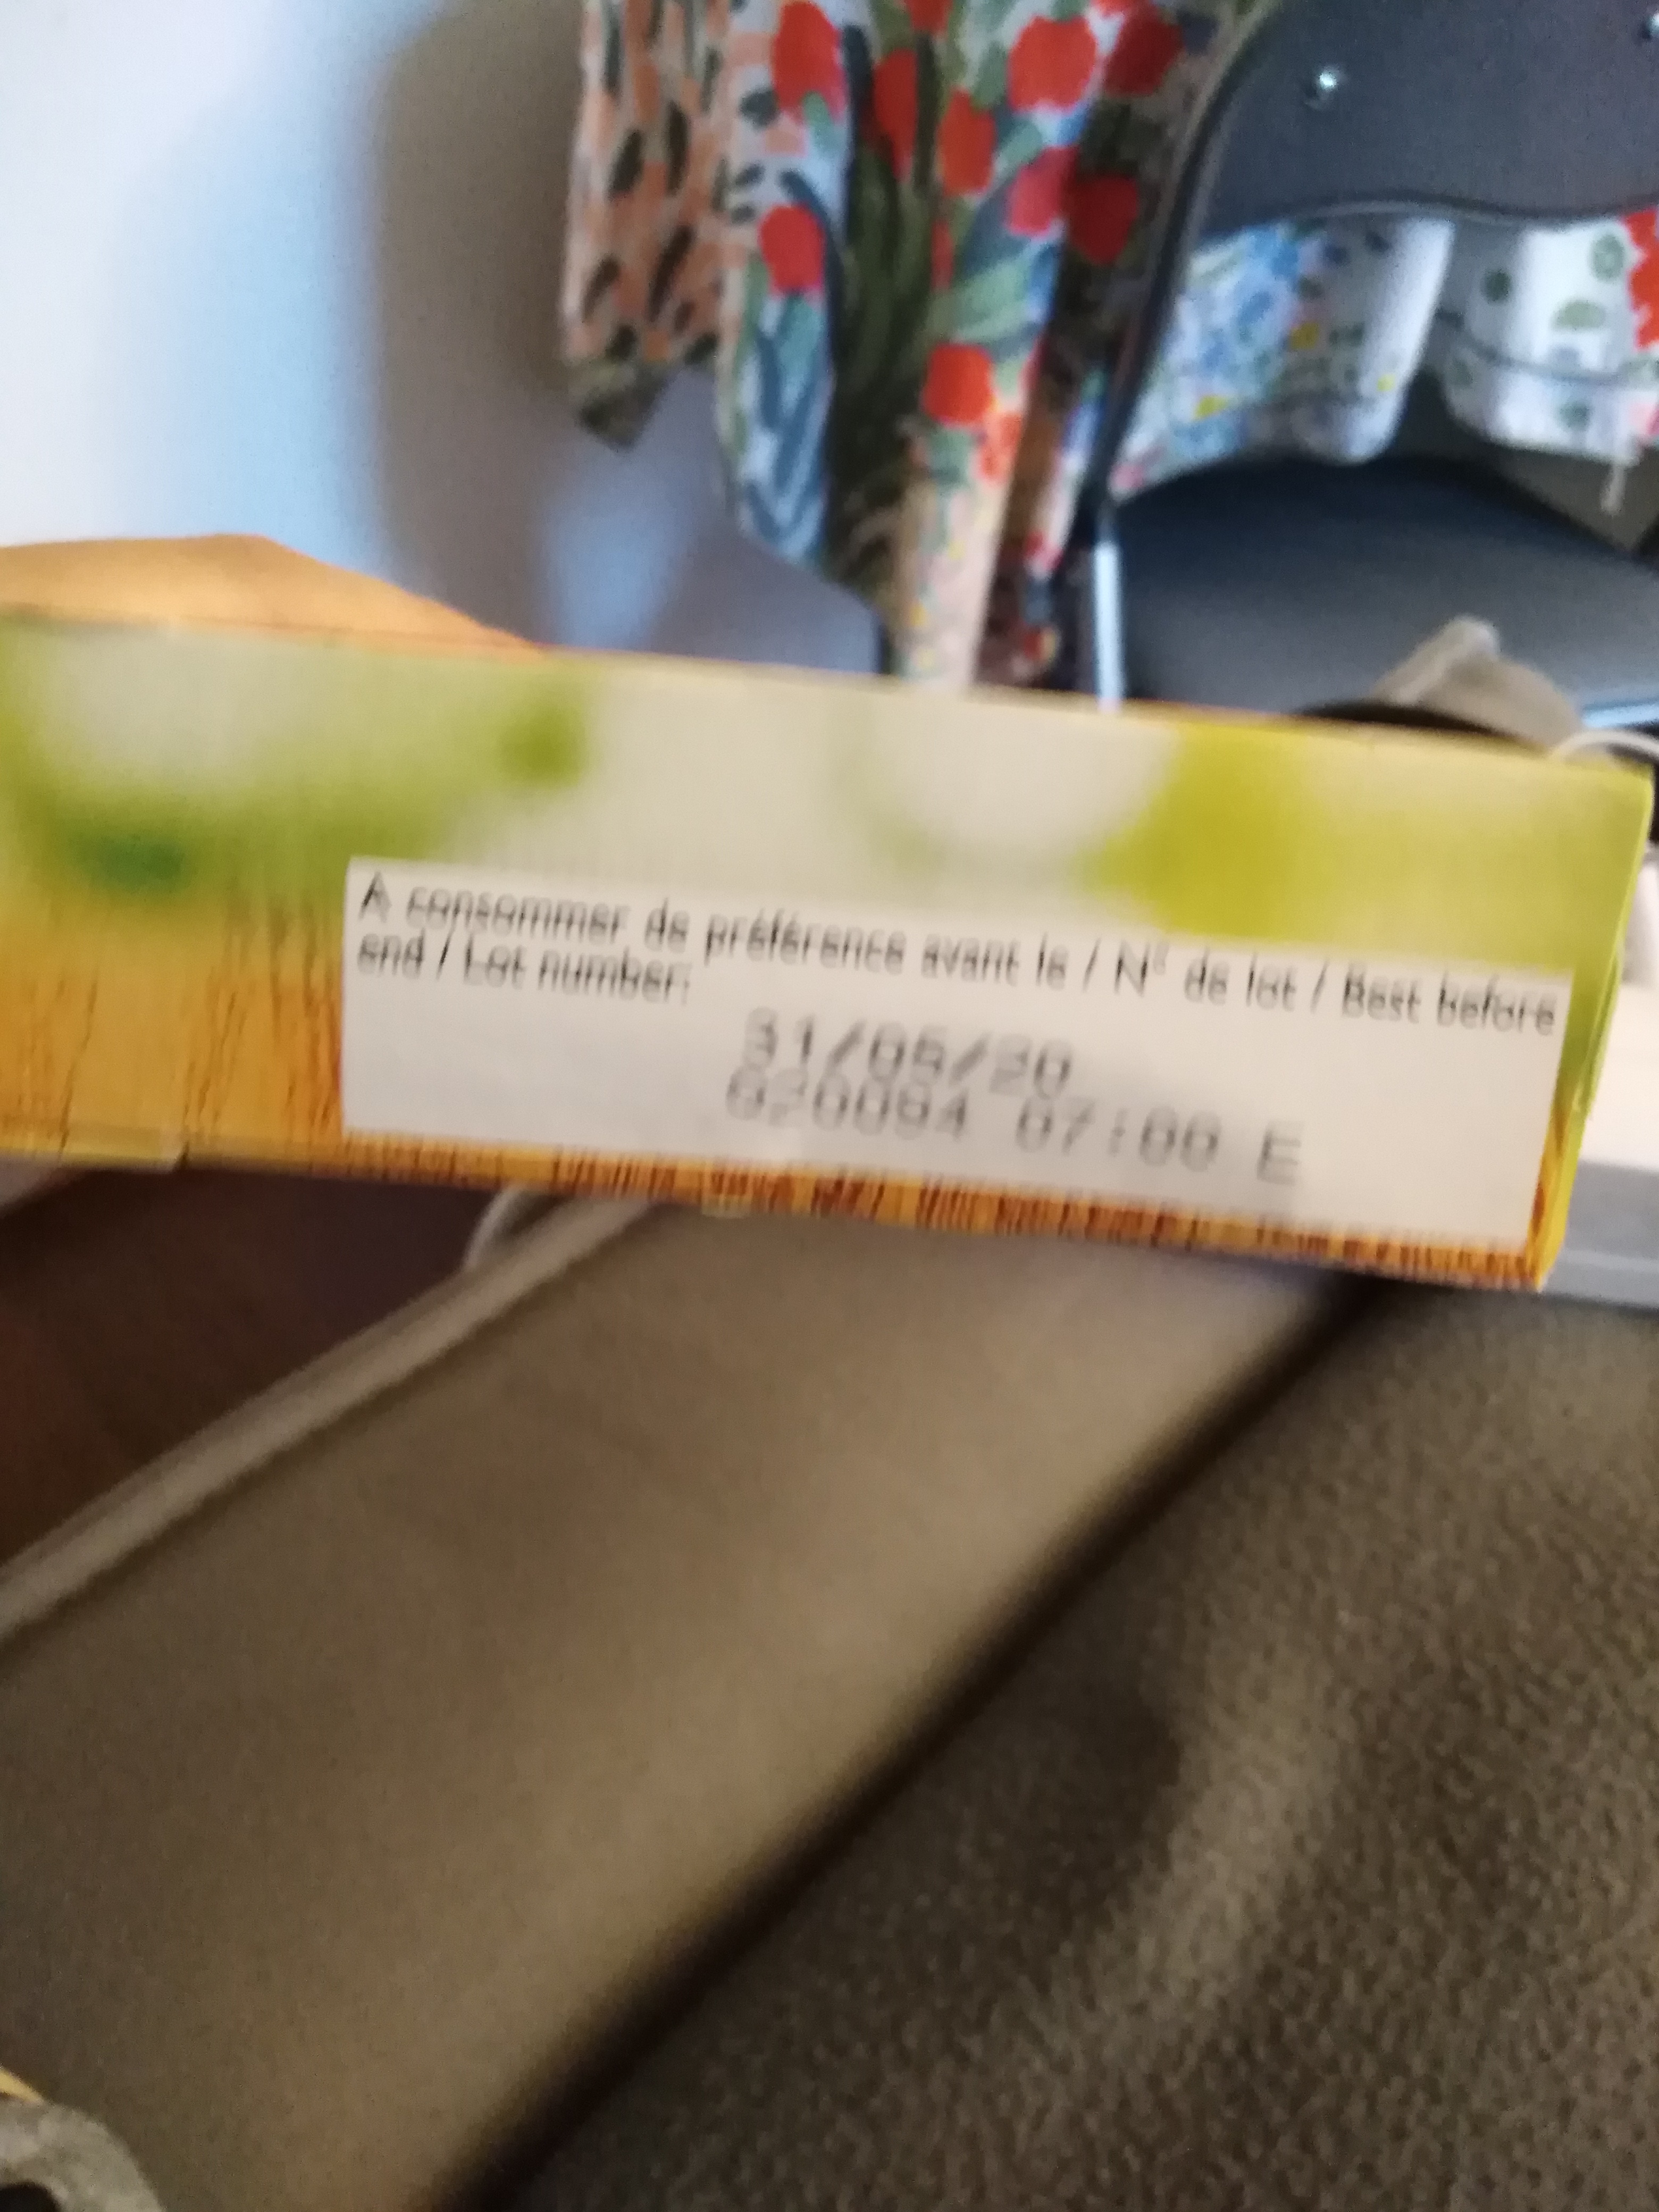 A consommer de préférence avant le / N° de lot / Best before
end / Lot number:
31/05/20
020094 07:00 E